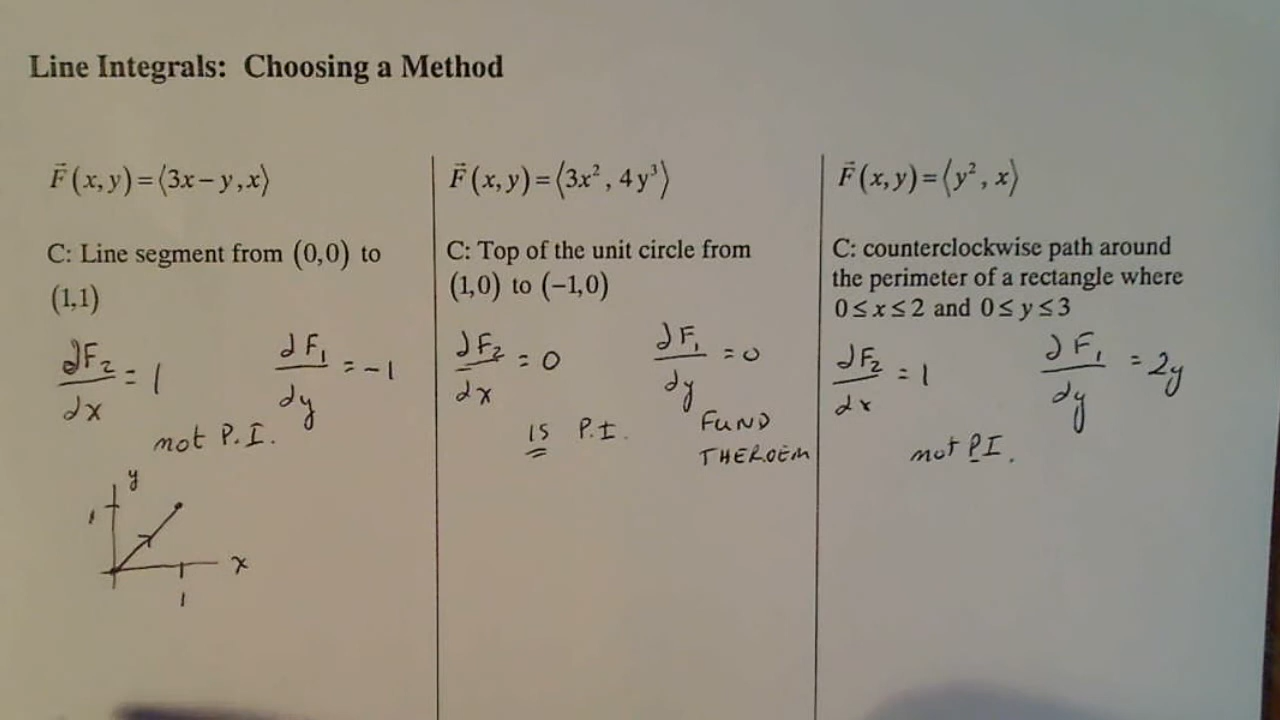 Line Integrals: Choosing a Method
F⃗(x,y)=⟨3x−y,x⟩
C: Line segment from (0,0) to
(1,1)
∂F₂/∂x = 1 ∂F₁/∂y = −1
not P.I.
y
1
x
1
F⃗(x,y)=⟨3x²,4y³⟩
C: Top of the unit circle from
(1,0) to (−1,0)
∂F₂/∂x = 0 ∂F₁/∂y = 0
IS P.I. FUND
THEROEM
F⃗(x,y)=⟨y²,x⟩
C: counterclockwise path around
the perimeter of a rectangle where
0≤x≤2 and 0≤y≤3
∂F₂/∂x = 1 ∂F₁/∂y = 2y
not PI.